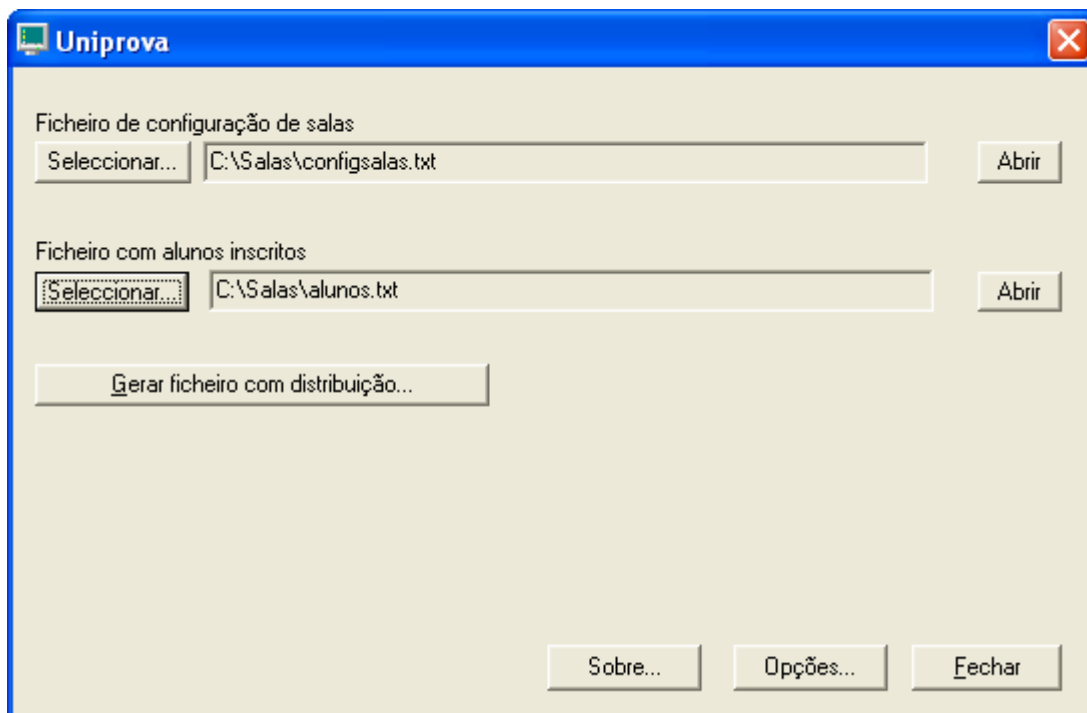 Uniprova
Ficheiro de configuração de salas
Seleccionar... C:\Salas\configsalas.txt Abrir
Ficheiro com alunos inscritos
Seleccionar... C:\Salas\alunos.txt Abrir
Gerar ficheiro com distribuição...
Sobre... Opções... Fechar